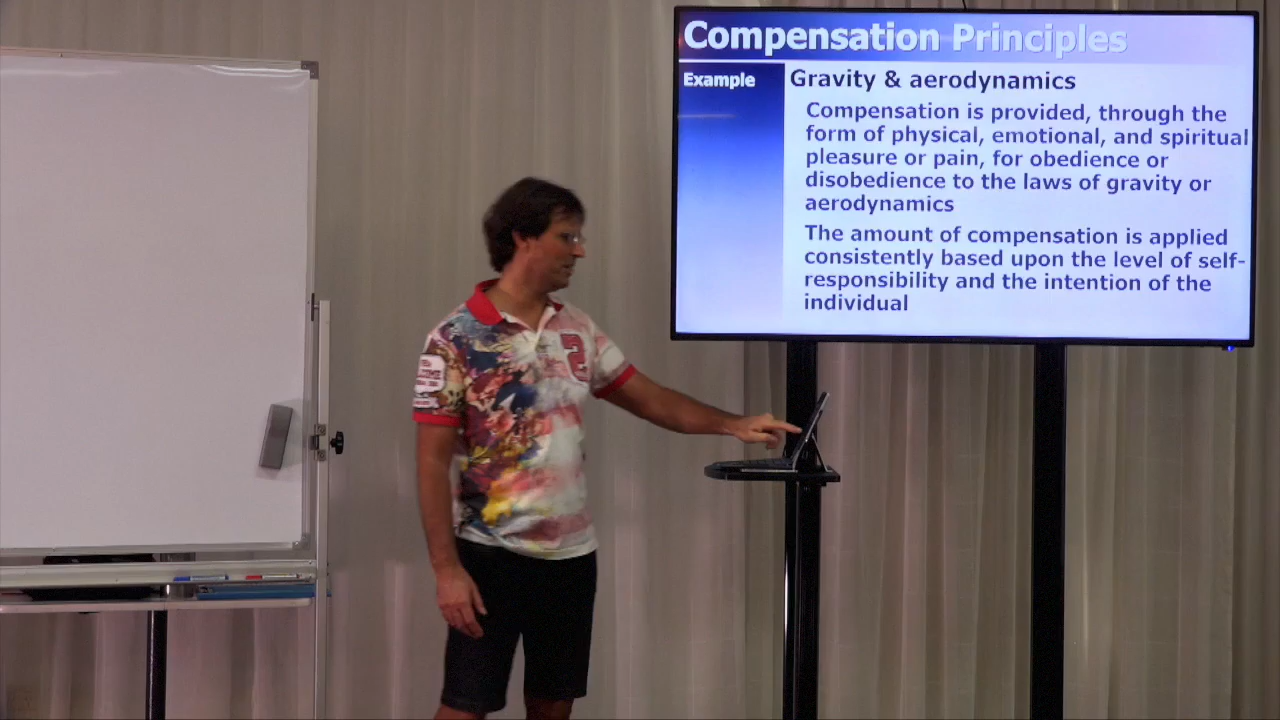 Compensation Principles
Example
Gravity & aerodynamics
Compensation is provided, through the
form of physical, emotional, and spiritual
pleasure or pain, for obedience or
disobedience to the laws of gravity or
aerodynamics
The amount of compensation is applied
consistently based upon the level of self-
responsibility and the intention of the
individual
2